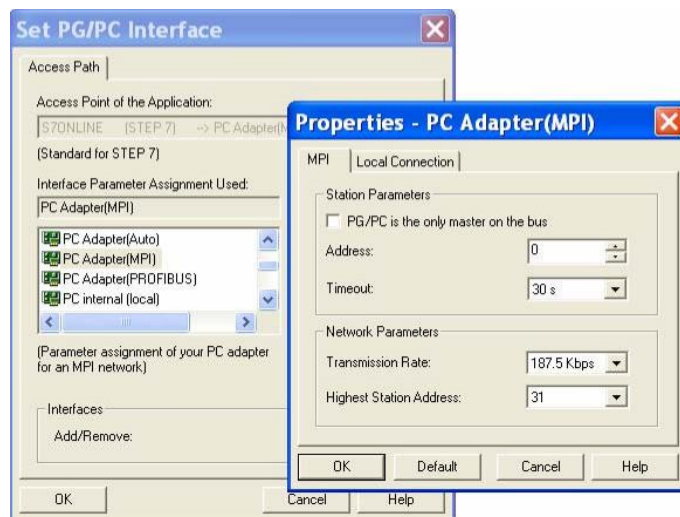 Set PG/PC Interface
Access Path
Access Point of the Application:
S7ONLINE (STEP 7) --> PC Adapter(M
(Standard for STEP 7)
Interface Parameter Assignment Used:
PC Adapter(MPI)
PC Adapter(Auto)
PC Adapter(MPI)
PC Adapter(PROFIBUS)
PC internal (local)
(Parameter assignment of your PC adapter
for an MPI network)
Interfaces
Add/Remove:
OK
Cancel
Help
Properties - PC Adapter(MPI)
MPI
Local Connection
Station Parameters
PG/PC is the only master on the bus
Address:
0
Timeout:
30 s
Network Parameters
Transmission Rate:
187.5 Kbps
Highest Station Address:
31
OK
Default
Cancel
Help